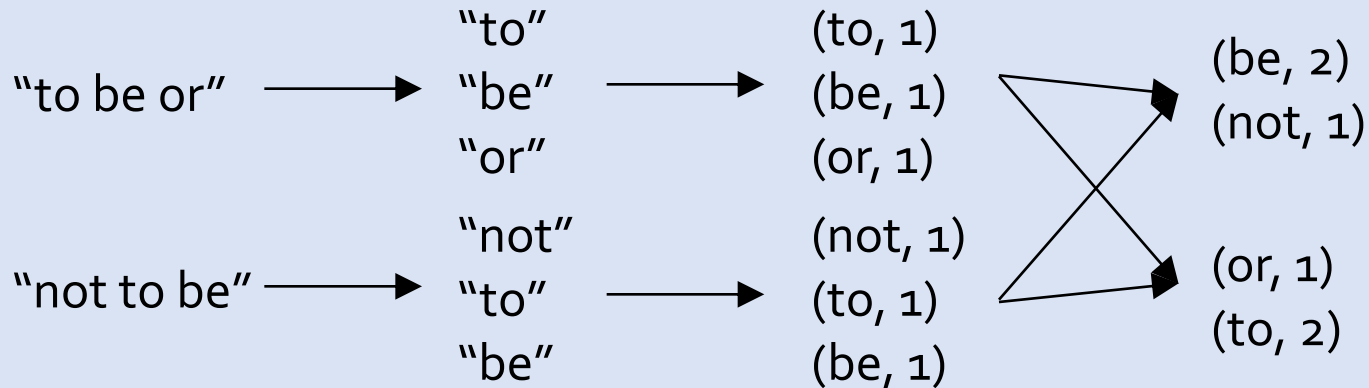 “to be or”
“to”
“be”
“or”
(to, 1)
(be, 1)
(or, 1)
(be, 2)
(not, 1)
“not to be”
“not”
“to”
“be”
(not, 1)
(to, 1)
(be, 1)
(or, 1)
(to, 2)